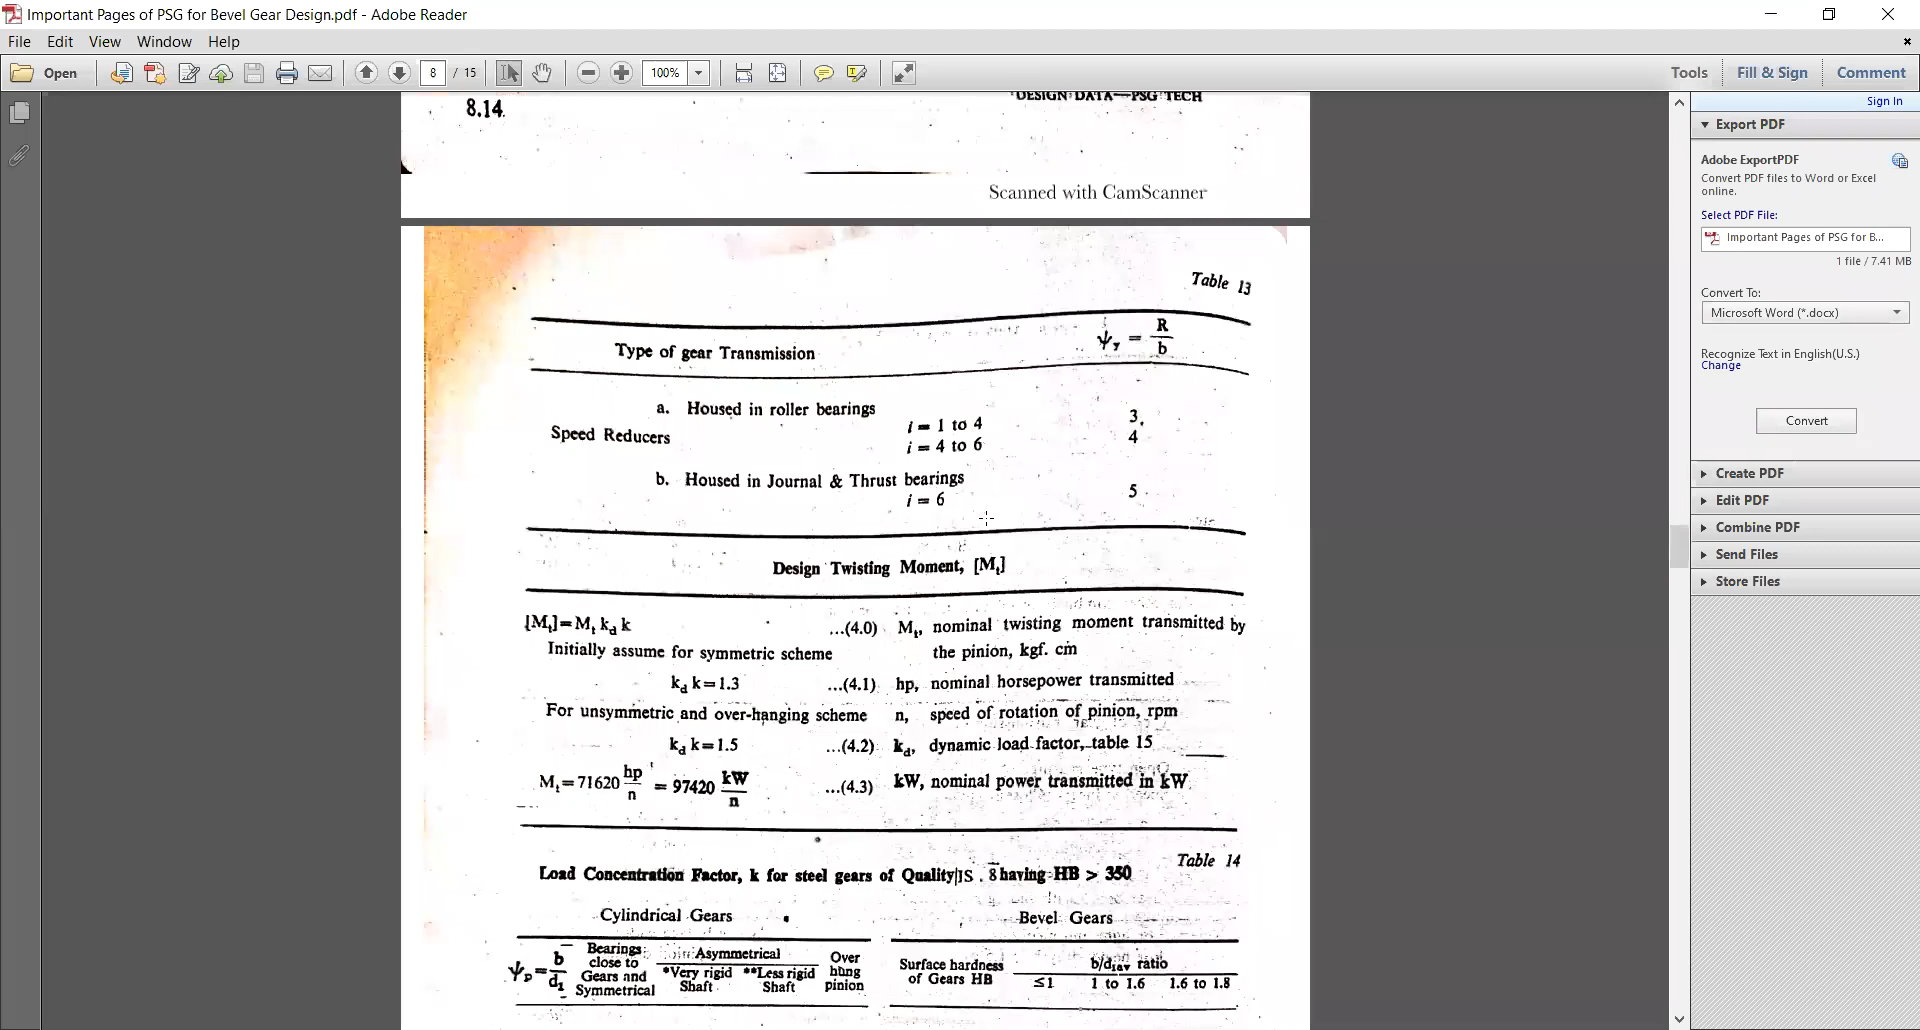 Important Pages of PSG for Bevel Gear Design.pdf - Adobe Reader
File Edit View Window Help
Open 8 / 15 100% Tools Fill & Sign Comment
Sign In
Export PDF
Adobe ExportPDF
Convert PDF files to Word or Excel
online.
Select PDF File:
Important Pages of PSG for B...
1 file / 7.41 MB
Convert To:
Microsoft Word (*.docx)
Recognize Text in English(U.S.)
Change
Convert
Create PDF
Edit PDF
Combine PDF
Send Files
Store Files
DESIGN DATA—PSG TECH
8.14.
Scanned with CamScanner
Table 13
Type of gear Transmission ψy = R/b
a. Housed in roller bearings
i = 1 to 4 3
Speed Reducers
i = 4 to 6 4
b. Housed in Journal & Thrust bearings
i = 6 5
Design Twisting Moment, [Mt]
[Mt]=Mt kd k ...(4.0) Mt, nominal twisting moment transmitted by
Initially assume for symmetric scheme the pinion, kgf. cm
kd k=1.3 ...(4.1) hp, nominal horsepower transmitted
For unsymmetric and over-hanging scheme n, speed of rotation of pinion, rpm
kd k=1.5 ...(4.2) kd, dynamic load factor, table 15
Mt=71620 hp/n = 97420 kW/n ...(4.3) kW, nominal power transmitted in kW
Table 14
Load Concentration Factor, k for steel gears of Quality IS . 8 having HB > 350
Cylindrical Gears
ψp = b/d1
Bearings close to Gears and Symmetrical
Asymmetrical
*Very rigid Shaft
**Less rigid Shaft
Over hung pinion
Bevel Gears
Surface hardness of Gears HB
b/d1av ratio
≤1 1 to 1.6 1.6 to 1.8